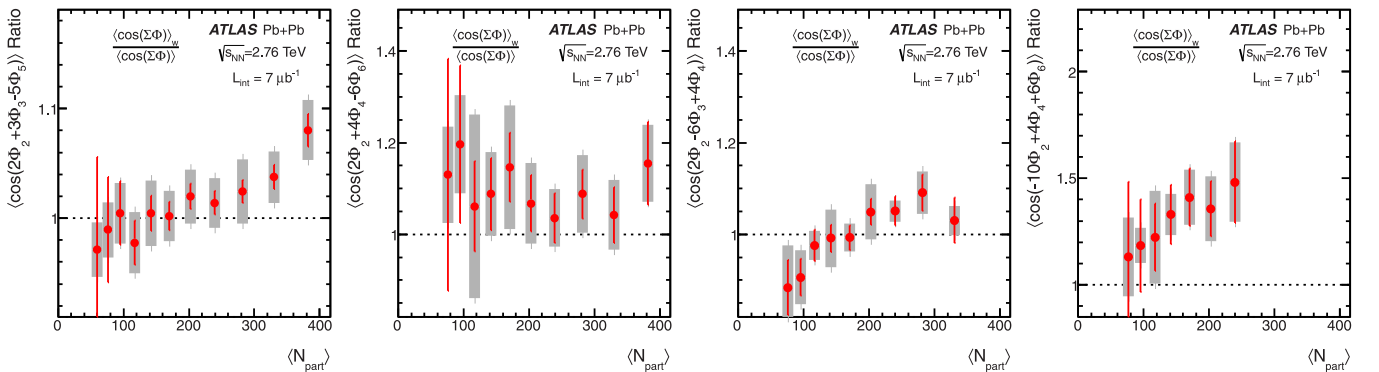 ⟨cos(2Φ₂+3Φ₃-5Φ₅)⟩ Ratio
⟨cos(ΣΦ)⟩w
⟨cos(ΣΦ)⟩
ATLAS Pb+Pb
√sNN=2.76 TeV
Lint = 7 μb⁻¹
1.1
1
0 100 200 300 400
⟨Npart⟩
⟨cos(2Φ₂+4Φ₄-6Φ₆)⟩ Ratio
⟨cos(ΣΦ)⟩w
⟨cos(ΣΦ)⟩
ATLAS Pb+Pb
√sNN=2.76 TeV
Lint = 7 μb⁻¹
1.4
1.2
1
0 100 200 300 400
⟨Npart⟩
⟨cos(2Φ₂-6Φ₃+4Φ₄)⟩ Ratio
⟨cos(ΣΦ)⟩w
⟨cos(ΣΦ)⟩
ATLAS Pb+Pb
√sNN=2.76 TeV
Lint = 7 μb⁻¹
1.4
1.2
1
0 100 200 300 400
⟨Npart⟩
⟨cos(-10Φ₂+4Φ₄+6Φ₆)⟩ Ratio
⟨cos(ΣΦ)⟩w
⟨cos(ΣΦ)⟩
ATLAS Pb+Pb
√sNN=2.76 TeV
Lint = 7 μb⁻¹
2
1.5
1
0 100 200 300 400
⟨Npart⟩